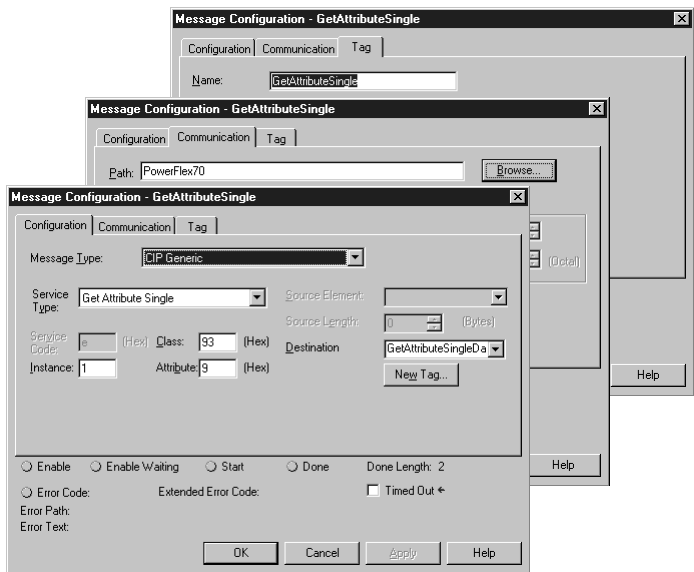 Message Configuration - GetAttributeSingle
Configuration Communication Tag
Name: GetAttributeSingle
Help
Message Configuration - GetAttributeSingle
Configuration Communication Tag
Path: PowerFlex70 Browse...
(Octal)
Help
Message Configuration - GetAttributeSingle
Configuration Communication Tag
Message Type: CIP Generic
Service Type: Get Attribute Single
Source Element:
Source Length: 0 (Bytes)
Service Code: e (Hex) Class: 93 (Hex)
Destination GetAttributeSingleDa
Instance: 1 Attribute: 9 (Hex)
New Tag...
Enable Enable Waiting Start Done Done Length: 2
Error Code: Extended Error Code: Timed Out ←
Error Path:
Error Text:
OK Cancel Apply Help